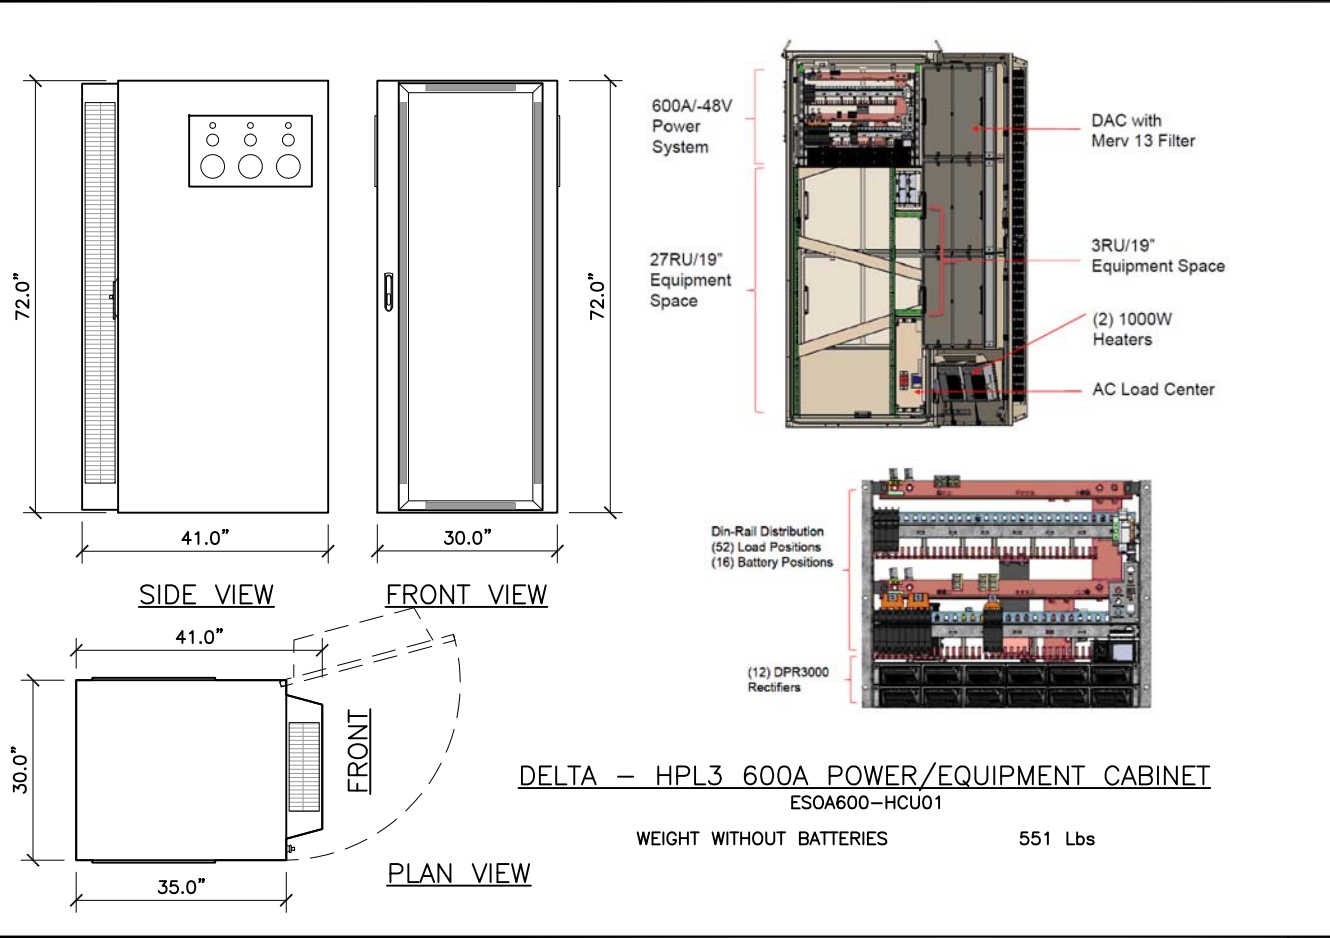 72.0"
41.0"
SIDE VIEW
72.0"
30.0"
FRONT VIEW
600A/-48V
Power
System
27RU/19"
Equipment
Space
DAC with
Merv 13 Filter
3RU/19"
Equipment Space
(2) 1000W
Heaters
AC Load Center
Din-Rail Distribution
(52) Load Positions
(16) Battery Positions
(12) DPR3000
Rectifiers
41.0"
30.0"
35.0"
FRONT
PLAN VIEW
DELTA – HPL3 600A POWER/EQUIPMENT CABINET
ESOA600-HCU01
WEIGHT WITHOUT BATTERIES 551 Lbs